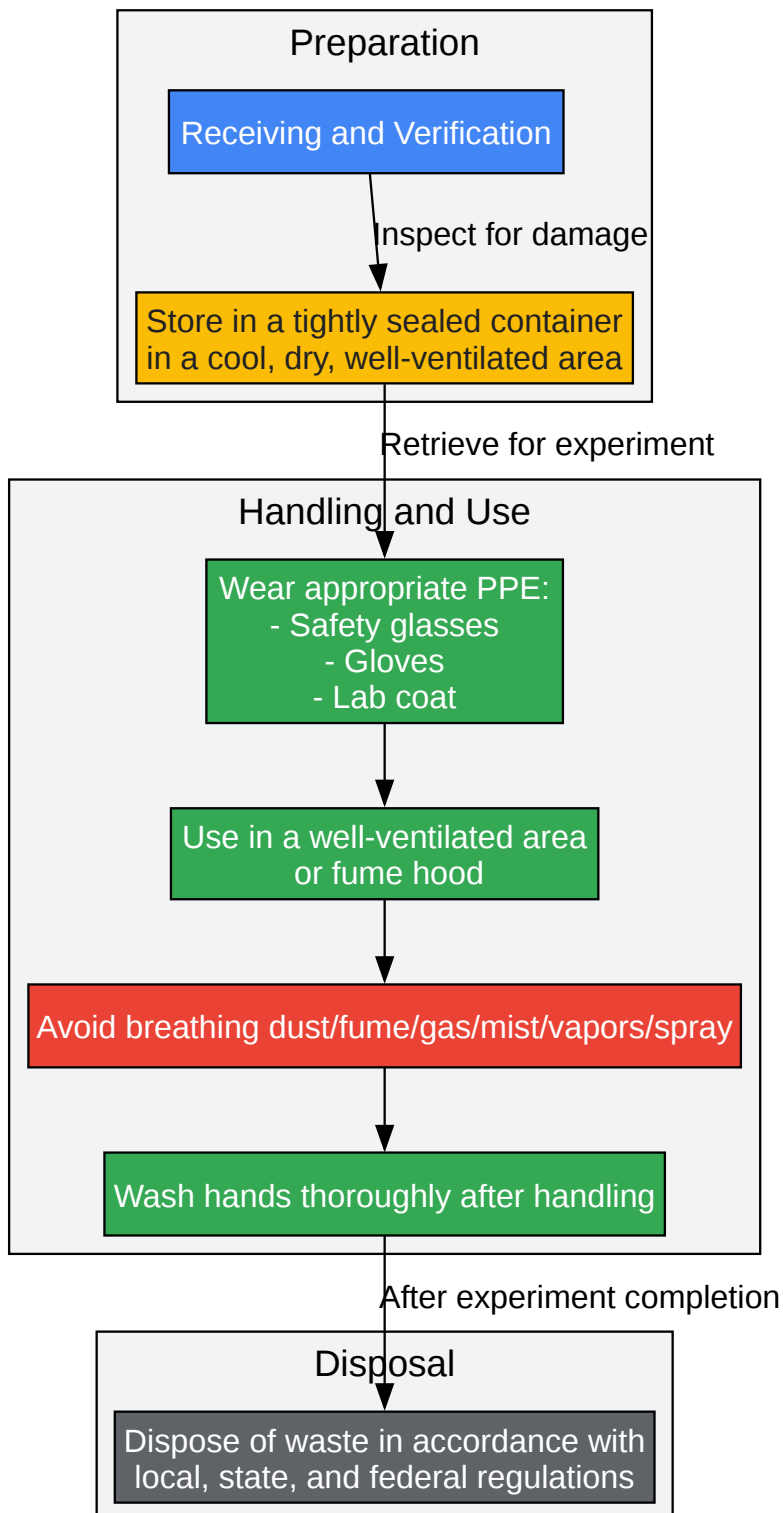 Preparation
Receiving and Verification
Inspect for damage
Store in a tightly sealed container
in a cool, dry, well-ventilated area
Retrieve for experiment
Handling and Use
Wear appropriate PPE:
- Safety glasses
- Gloves
- Lab coat
Use in a well-ventilated area
or fume hood
Avoid breathing dust/fume/gas/mist/vapors/spray
Wash hands thoroughly after handling
After experiment completion
Disposal
Dispose of waste in accordance with
local, state, and federal regulations